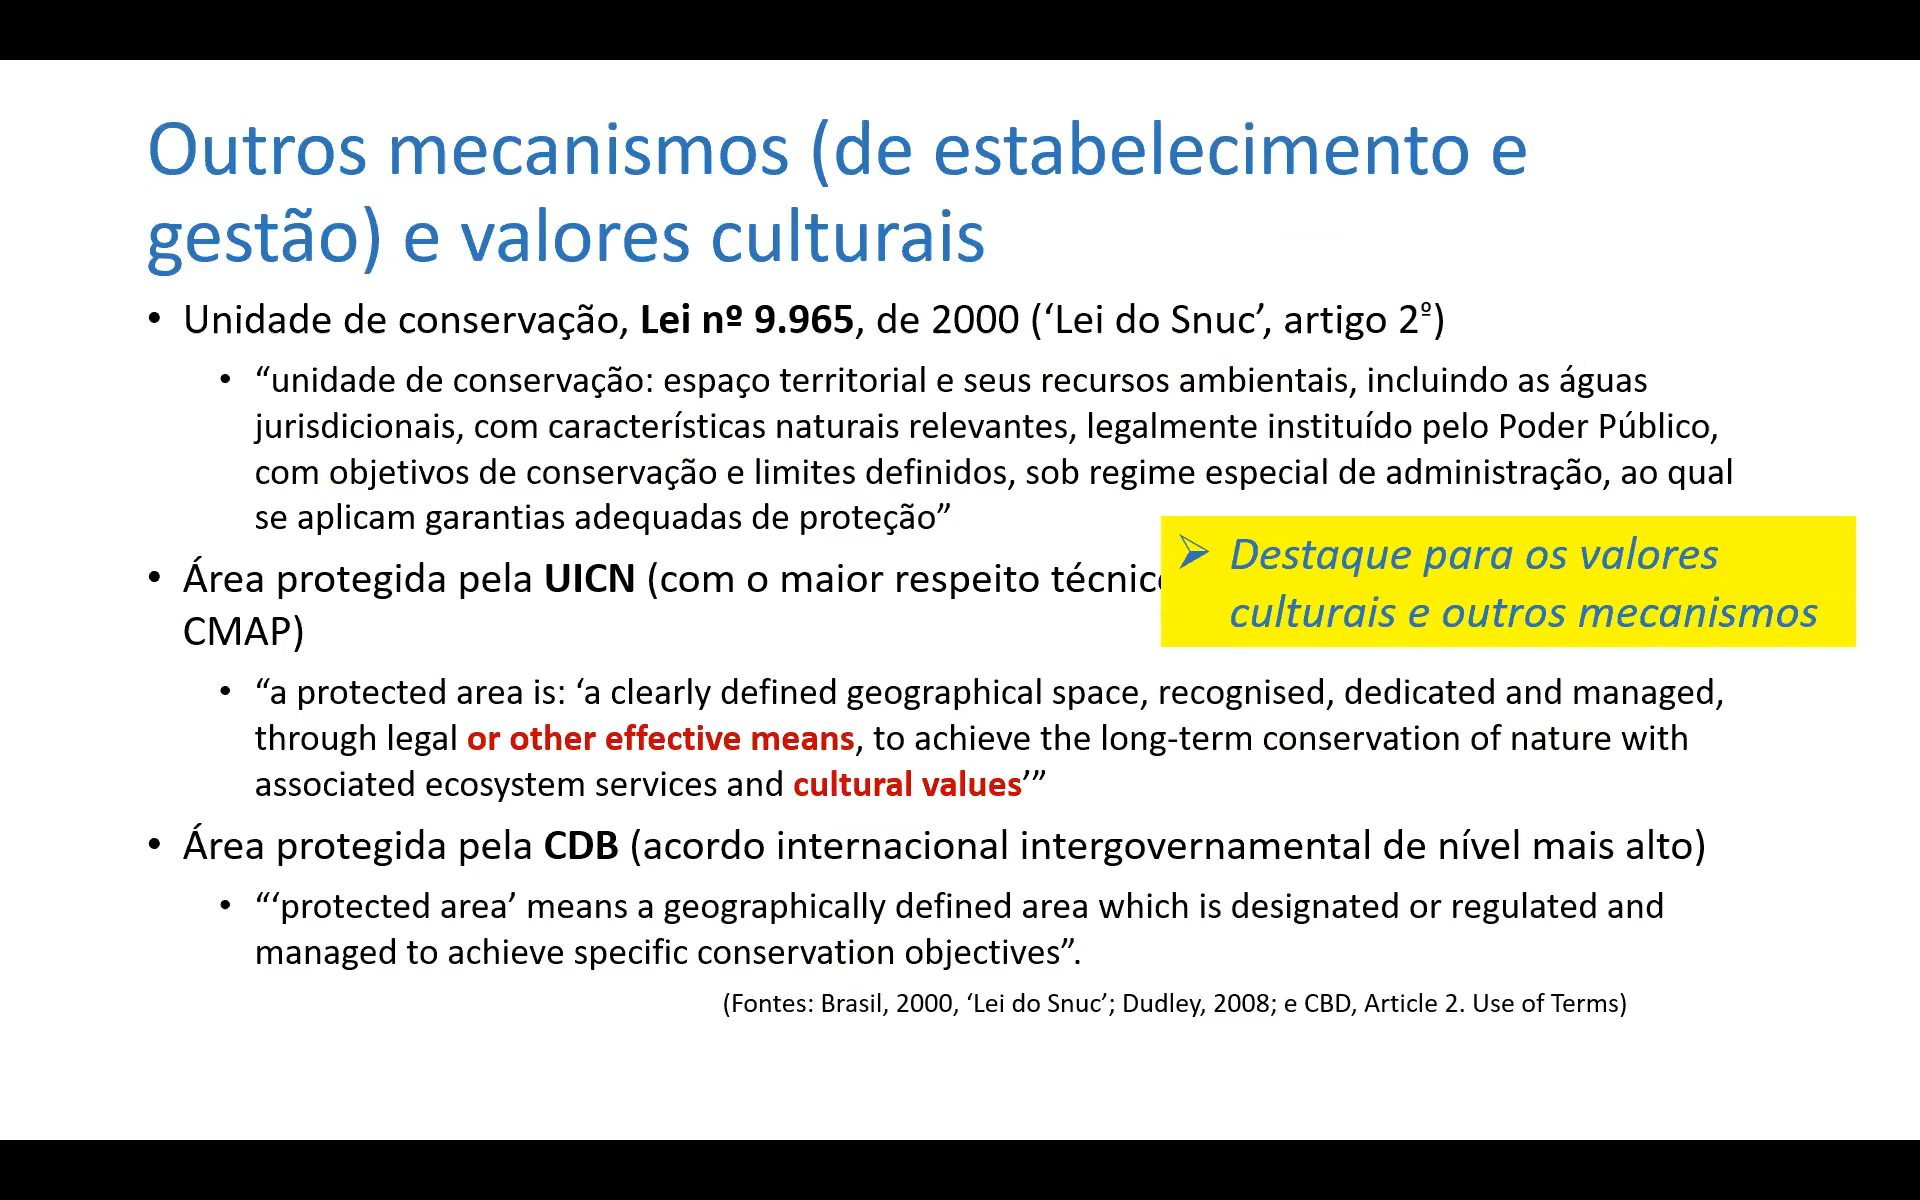 Outros mecanismos (de estabelecimento e
gestão) e valores culturais
• Unidade de conservação, Lei nº 9.965, de 2000 (‘Lei do Snuc’, artigo 2º)
• “unidade de conservação: espaço territorial e seus recursos ambientais, incluindo as águas
jurisdicionais, com características naturais relevantes, legalmente instituído pelo Poder Público,
com objetivos de conservação e limites definidos, sob regime especial de administração, ao qual
se aplicam garantias adequadas de proteção”
• Área protegida pela UICN (com o maior respeito
CMAP)
➢ Destaque para os valores
culturais e outros mecanismos
• “a protected area is: ‘a clearly defined geographical space, recognised, dedicated and managed,
through legal or other effective means, to achieve the long-term conservation of nature with
associated ecosystem services and cultural values’”
• Área protegida pela CDB (acordo internacional intergovernamental de nível mais alto)
• “‘protected area’ means a geographically defined area which is designated or regulated and
managed to achieve specific conservation objectives”.
(Fontes: Brasil, 2000, ‘Lei do Snuc’; Dudley, 2008; e CBD, Article 2. Use of Terms)